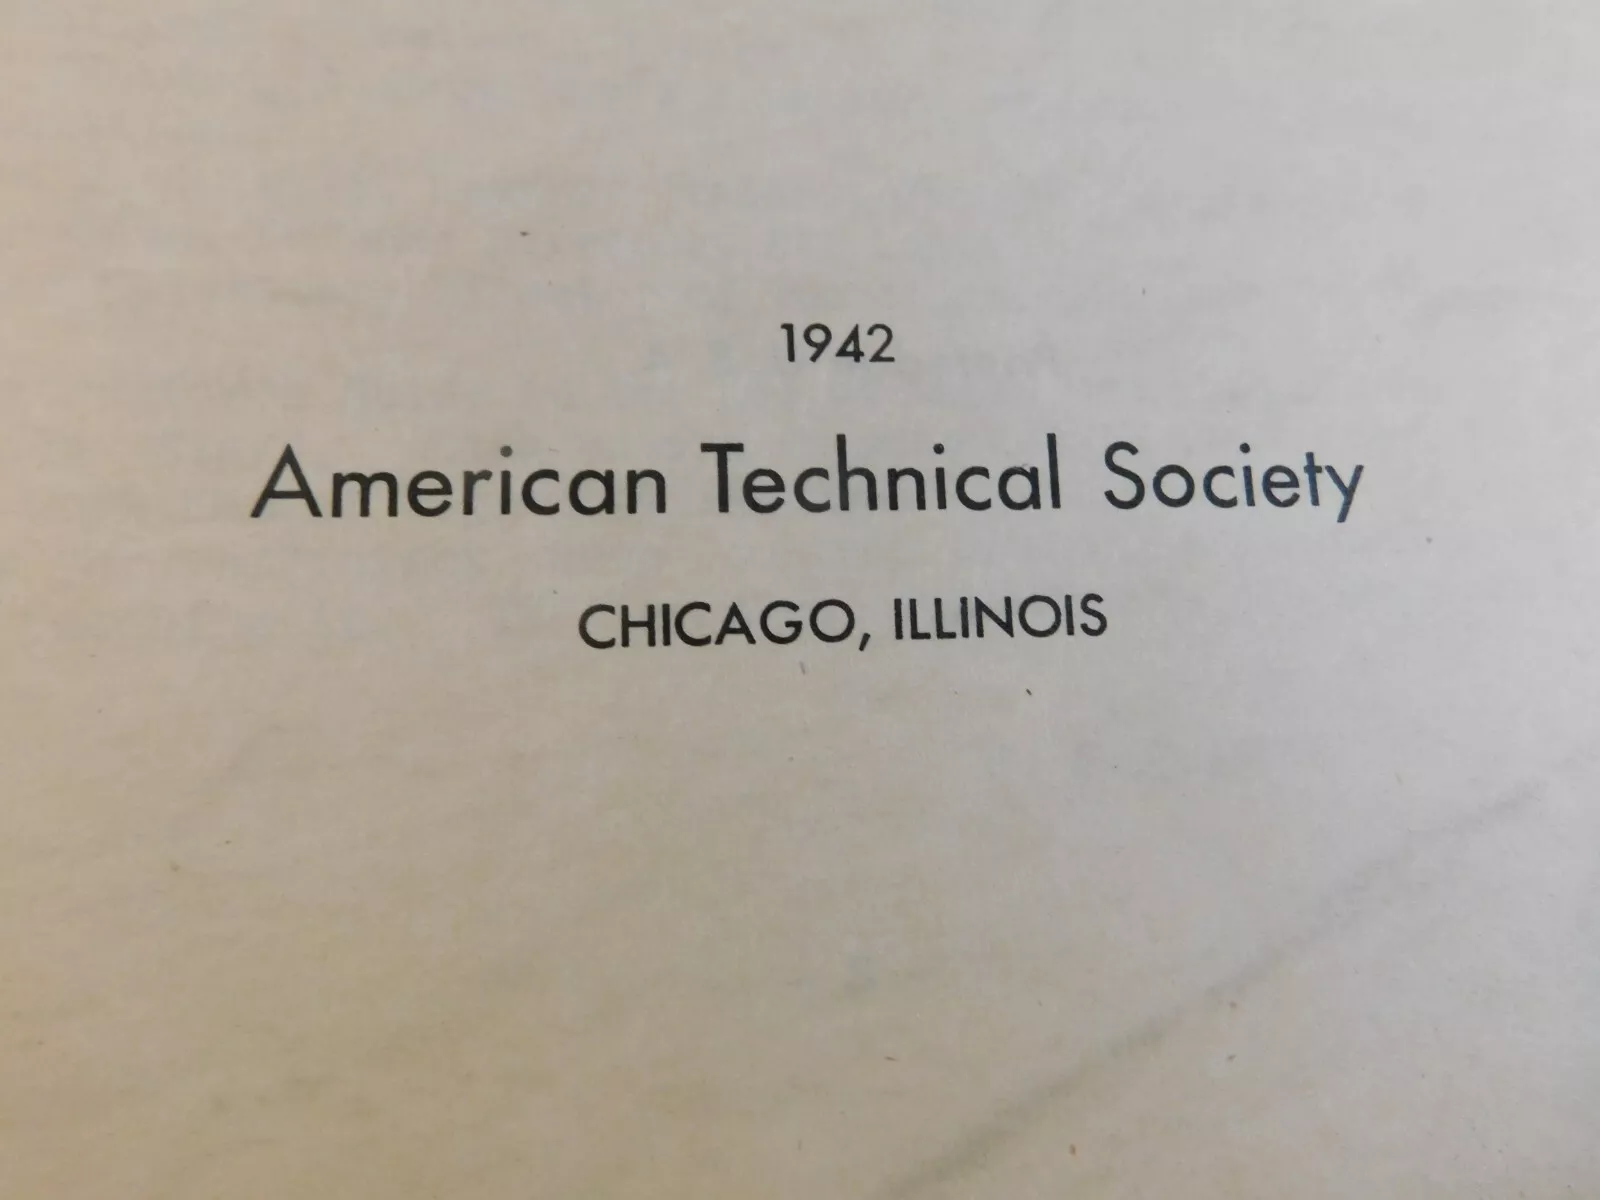 1942
American Technical Society
CHICAGO, ILLINOIS